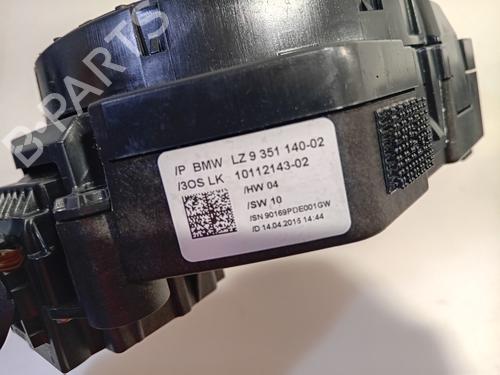 B-PARTS
/P BMW LZ 9 351 140-02
/3OS LK 10112143-02
/HW 04
/SW 10
/SN 90169PDE001GW
/D 14.04.2015 14:44